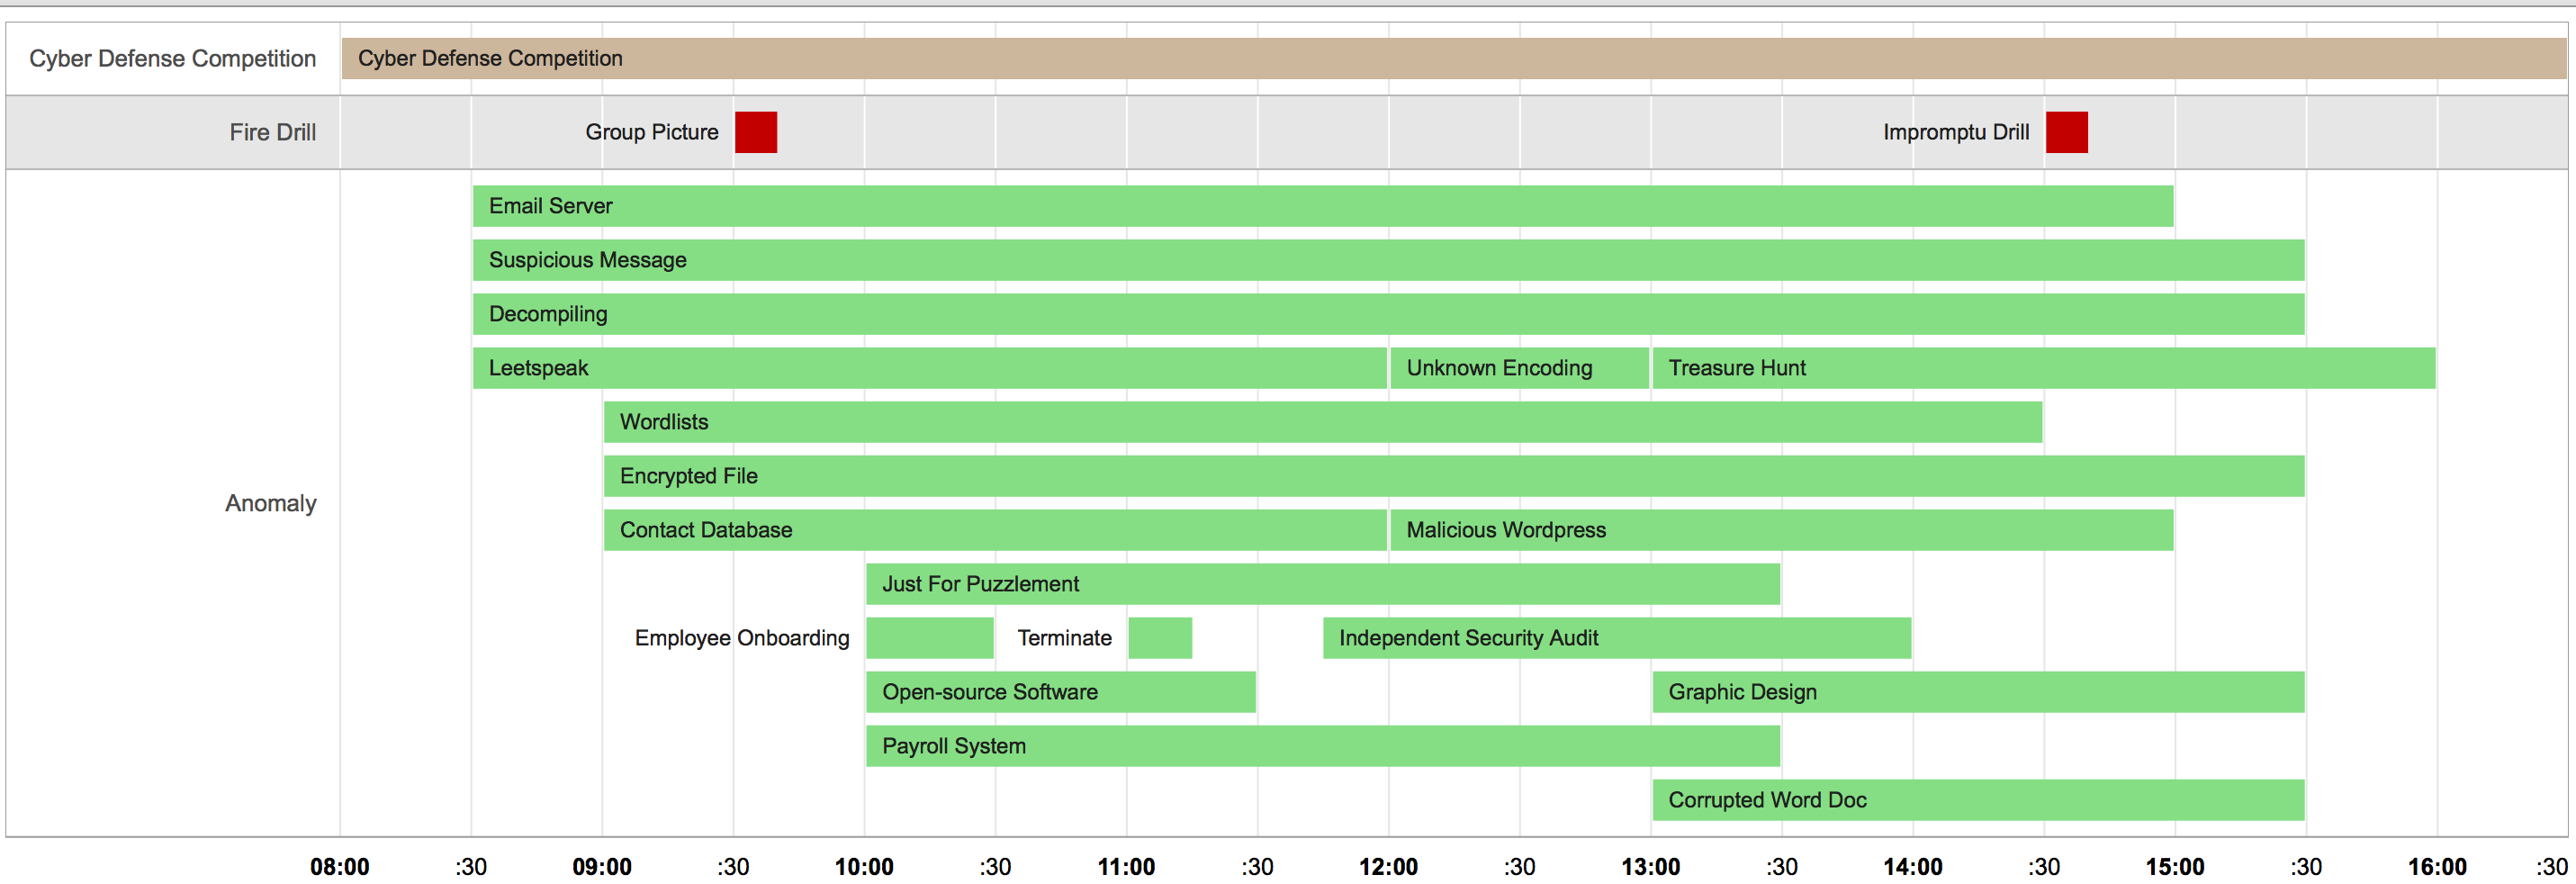 Cyber Defense Competition Cyber Defense Competition
Fire Drill Group Picture Impromptu Drill
Email Server
Suspicious Message
Decompiling
Leetspeak Unknown Encoding Treasure Hunt
Wordlists
Encrypted File
Anomaly
Contact Database Malicious Wordpress
Just For Puzzlement
Employee Onboarding Terminate Independent Security Audit
Open-source Software Graphic Design
Payroll System
Corrupted Word Doc
08:00 :30 09:00 :30 10:00 :30 11:00 :30 12:00 :30 13:00 :30 14:00 :30 15:00 :30 16:00 :30